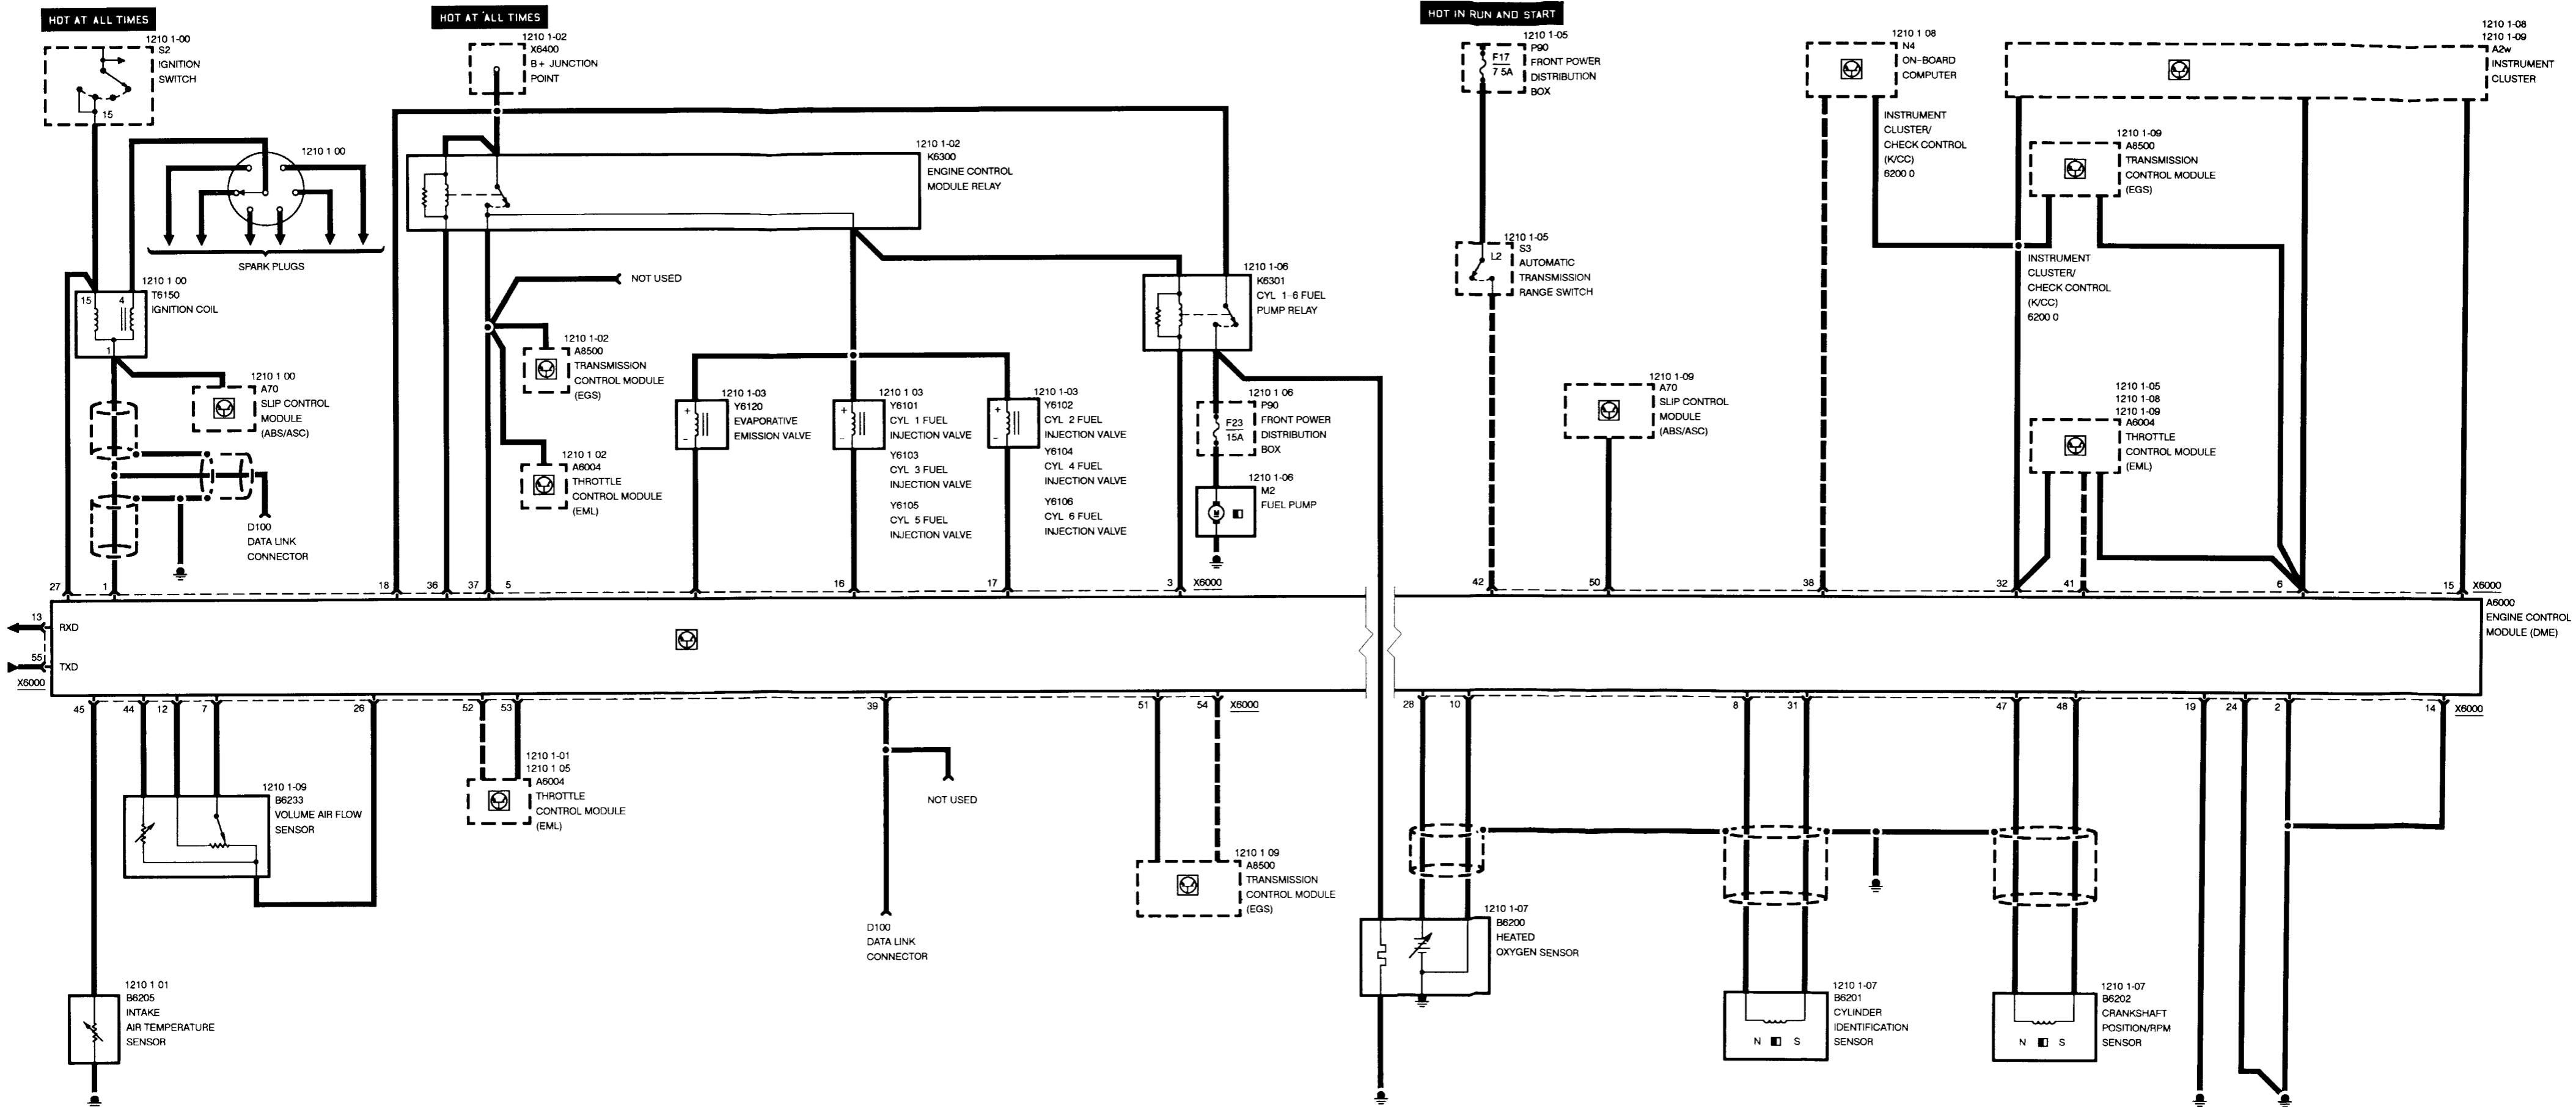 HOT AT ALL TIMES
1210 1-00
S2
IGNITION
SWITCH
15
1210 1 00
SPARK PLUGS
15
4
1
1210 1 00
T6150
IGNITION COIL
1210 1 00
A70
SLIP CONTROL
MODULE
(ABS/ASC)
D100
DATA LINK
CONNECTOR
HOT AT ALL TIMES
1210 1-02
X6400
B+ JUNCTION
POINT
1210 1-02
K6300
ENGINE CONTROL
MODULE RELAY
NOT USED
1210 1-02
A8500
TRANSMISSION
CONTROL MODULE
(EGS)
1210 1 02
A6004
THROTTLE
CONTROL MODULE
(EML)
1210 1-03
Y6120
EVAPORATIVE
EMISSION VALVE
+
-
1210 1 03
Y6101
CYL 1 FUEL
INJECTION VALVE
Y6103
CYL 3 FUEL
INJECTION VALVE
Y6105
CYL 5 FUEL
INJECTION VALVE
+
-
1210 1-03
Y6102
CYL 2 FUEL
INJECTION VALVE
Y6104
CYL 4 FUEL
INJECTION VALVE
Y6106
CYL 6 FUEL
INJECTION VALVE
+
-
1210 1-06
K6301
CYL 1-6 FUEL
PUMP RELAY
1210 1 06
P90
FRONT POWER
DISTRIBUTION
BOX
F23
15A
1210 1-06
M2
FUEL PUMP
M
HOT IN RUN AND START
1210 1-05
P90
FRONT POWER
DISTRIBUTION
BOX
F17
7 5A
1210 1-05
S3
AUTOMATIC
TRANSMISSION
RANGE SWITCH
L2
1210 1-09
A70
SLIP CONTROL
MODULE
(ABS/ASC)
1210 1 08
N4
ON-BOARD
COMPUTER
INSTRUMENT
CLUSTER/
CHECK CONTROL
(K/CC)
6200 0
1210 1-08
1210 1-09
A2w
INSTRUMENT
CLUSTER
1210 1-09
A8500
TRANSMISSION
CONTROL MODULE
(EGS)
INSTRUMENT
CLUSTER/
CHECK CONTROL
(K/CC)
6200 0
1210 1-05
1210 1-08
1210 1-09
A6004
THROTTLE
CONTROL MODULE
(EML)
27
1
18
36
37
5
16
17
3
X6000
42
50
38
32
41
6
15
X6000
13
RXD
55
TXD
X6000
A6000
ENGINE CONTROL
MODULE (DME)
45
44
12
7
26
52
53
39
51
54
X6000
28
10
8
31
47
48
19
24
2
14
X6000
1210 1-09
B6233
VOLUME AIR FLOW
SENSOR
1210 1 01
B6205
INTAKE
AIR TEMPERATURE
SENSOR
1210 1-01
1210 1 05
A6004
THROTTLE
CONTROL MODULE
(EML)
NOT USED
D100
DATA LINK
CONNECTOR
1210 1 09
A8500
TRANSMISSION
CONTROL MODULE
(EGS)
1210 1-07
B6200
HEATED
OXYGEN SENSOR
1210 1-07
B6201
CYLINDER
IDENTIFICATION
SENSOR
N
S
1210 1-07
B6202
CRANKSHAFT
POSITION/RPM
SENSOR
N
S